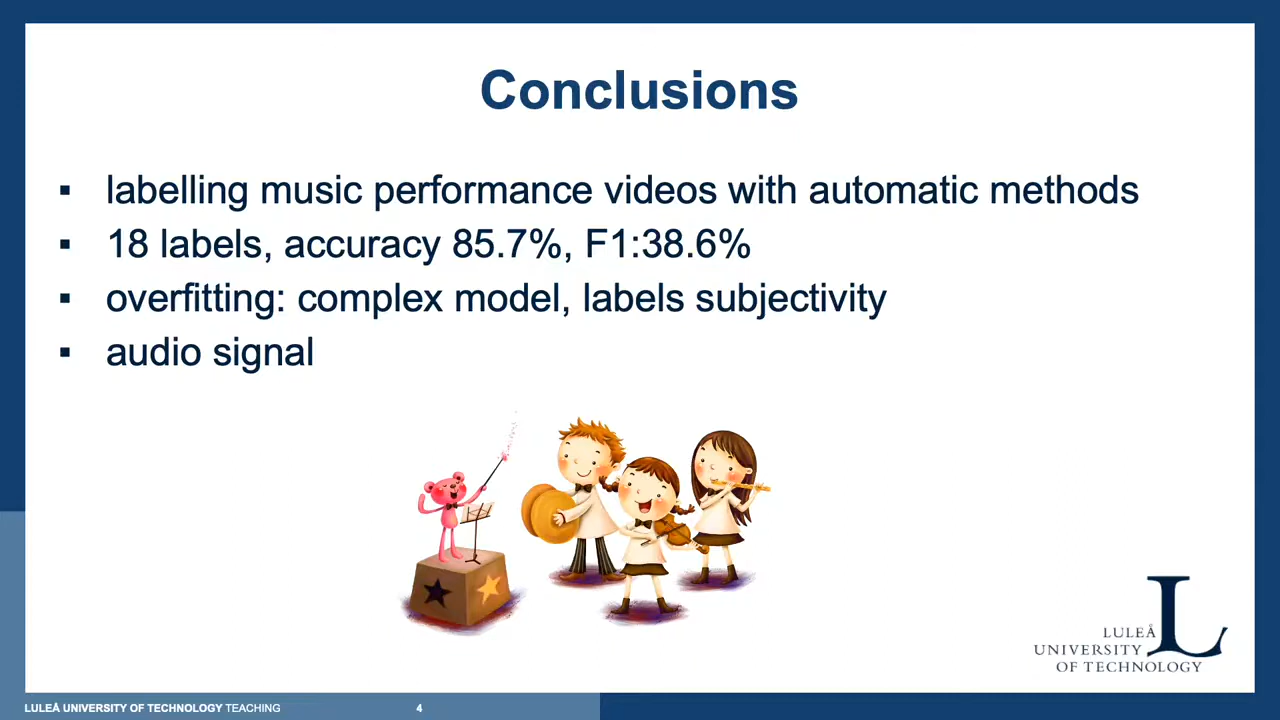 Conclusions
▪ labelling music performance videos with automatic methods
▪ 18 labels, accuracy 85.7%, F1:38.6%
▪ overfitting: complex model, labels subjectivity
▪ audio signal
L
LULEÅ
UNIVERSITY
OF TECHNOLOGY
LULEÅ UNIVERSITY OF TECHNOLOGY TEACHING 4